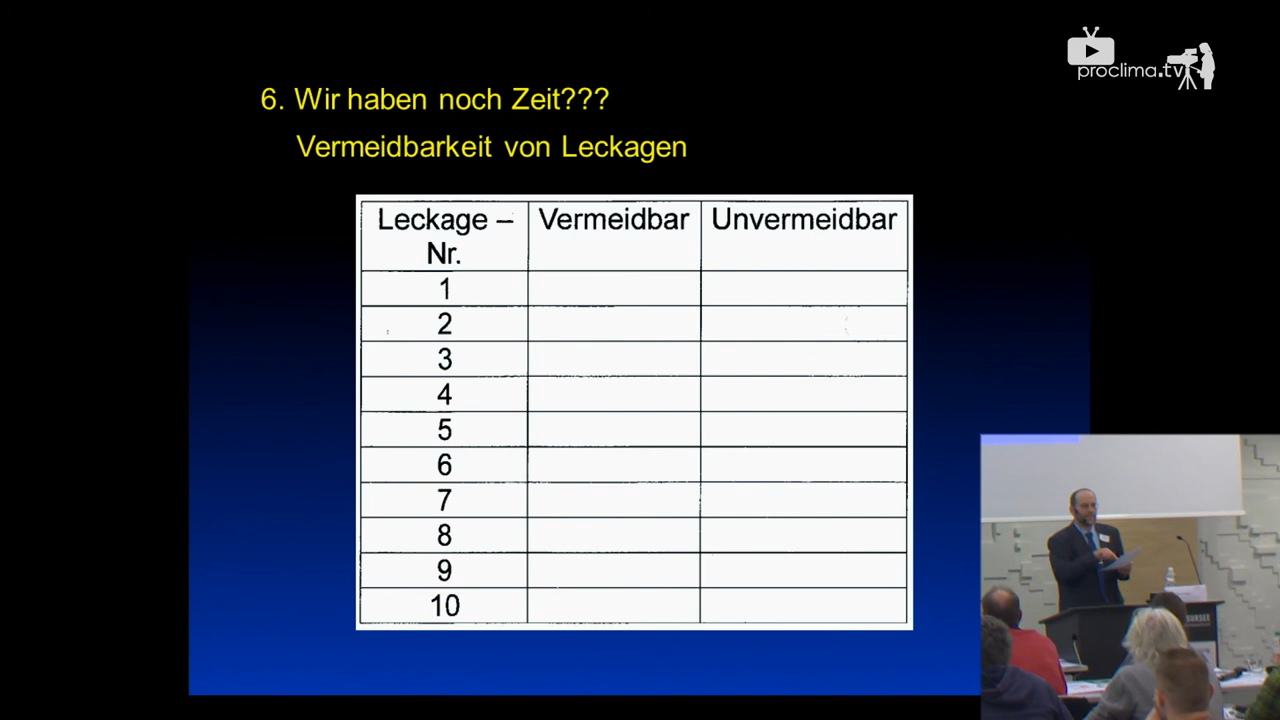 proclima.tv
6. Wir haben noch Zeit???
Vermeidbarkeit von Leckagen
Leckage – Vermeidbar Unvermeidbar
Nr.
1
2
3
4
5
6
7
8
9
10